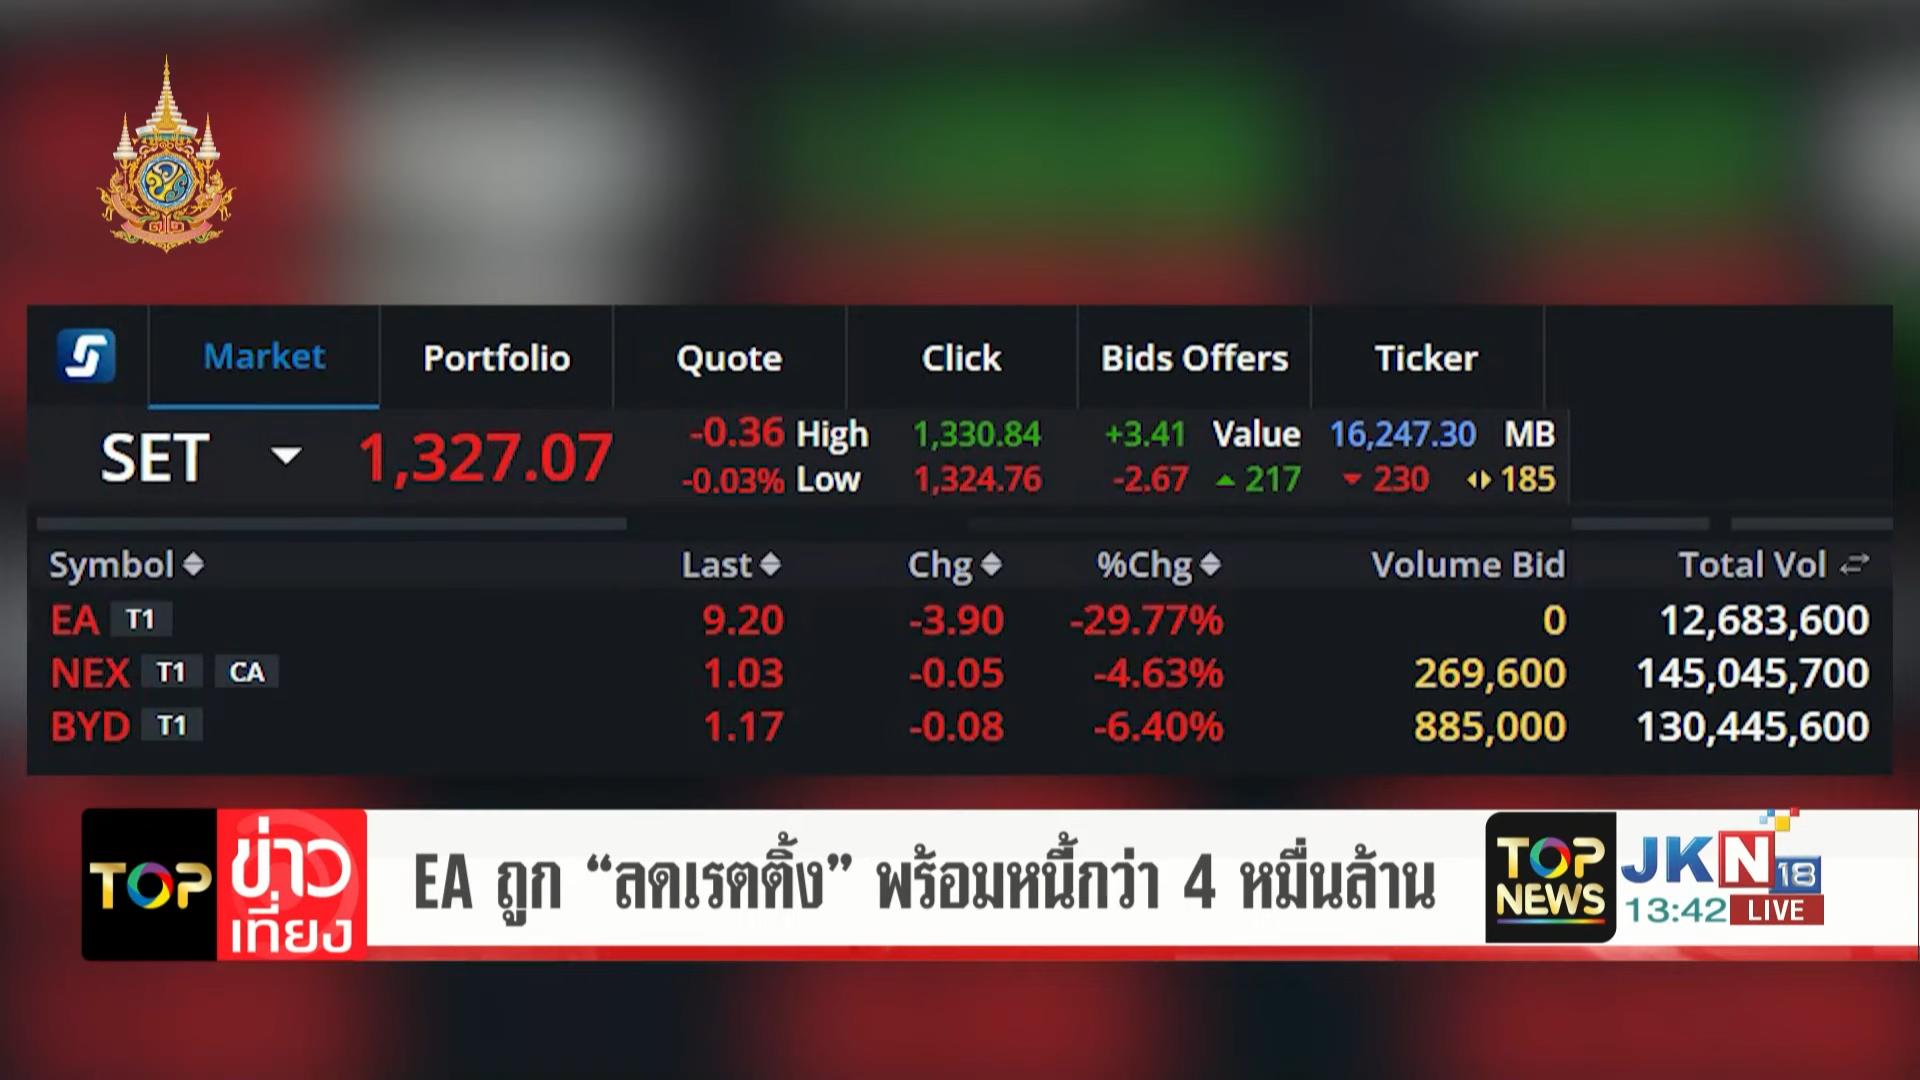 Market Portfolio Quote Click Bids Offers Ticker
SET 1,327.07 -0.36 High 1,330.84 +3.41 Value 16,247.30 MB
-0.03% Low 1,324.76 -2.67 217 230 185
Symbol Last Chg %Chg Volume Bid Total Vol
EA T1 9.20 -3.90 -29.77% 0 12,683,600
NEX T1 CA 1.03 -0.05 -4.63% 269,600 145,045,700
BYD T1 1.17 -0.08 -6.40% 885,000 130,445,600
TOP ข่าว
เที่ยง
EA ถูก “ลดเรตติ้ง” พร้อมหนี้กว่า 4 หมื่นล้าน
TOP
NEWS
JKN 18
13:42 LIVE